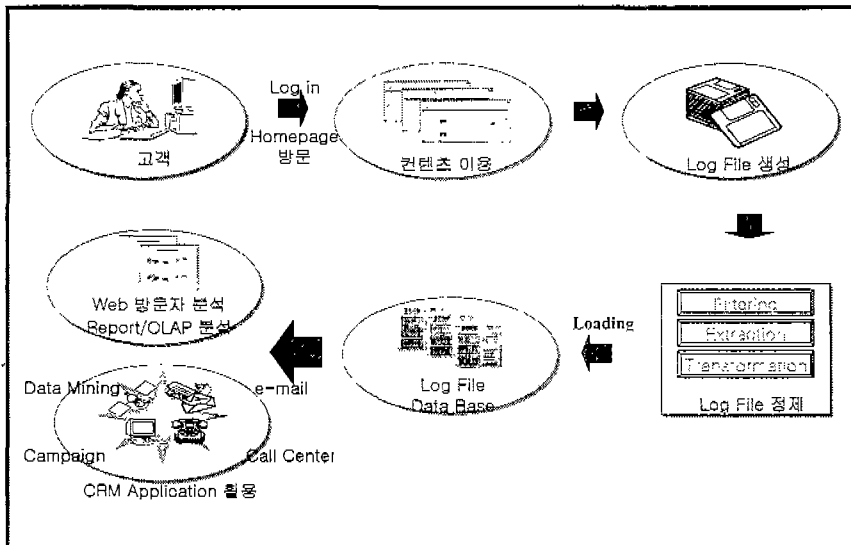 고객
Log in
Homepage
방문
컨텐츠 이용
Log File 생성
Filtering
Extraction
Transformation
Log File 정제
Loading
Log File
Data Base
Web 방문자 분석
Report/OLAP 분석
Data Mining
e-mail
Campaign
Call Center
CRM Application 활용